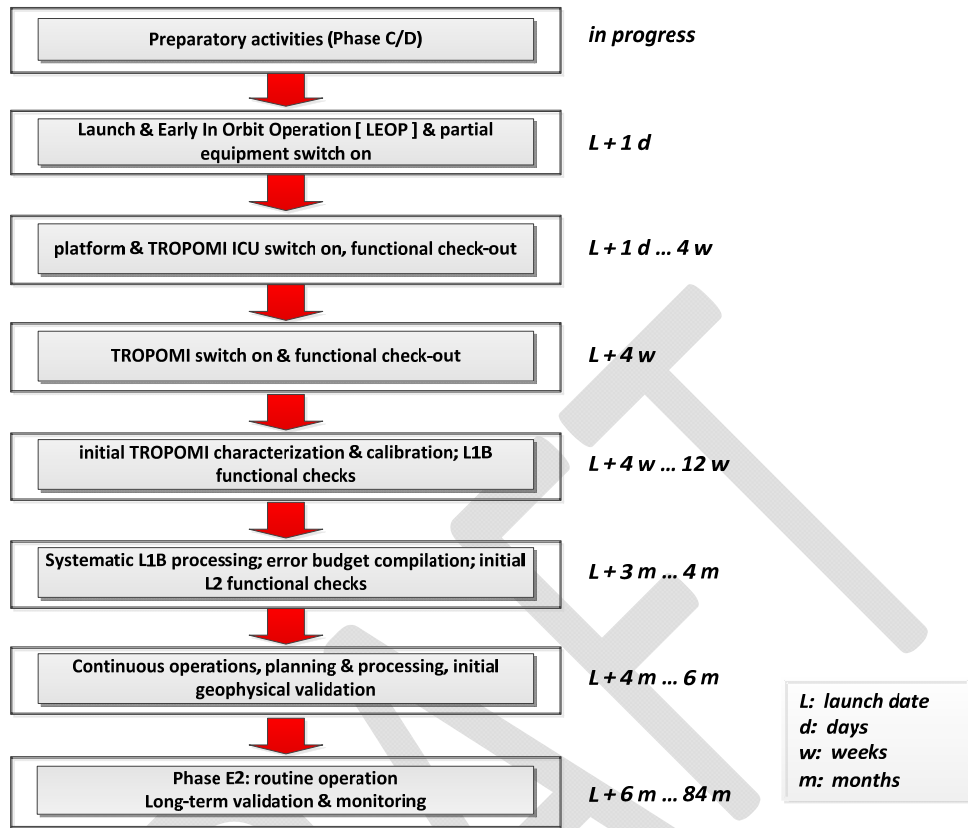 Preparatory activities (Phase C/D)
in progress
Launch & Early In Orbit Operation [ LEOP ] & partial
equipment switch on
L + 1 d
platform & TROPOMI ICU switch on, functional check-out
L + 1 d ... 4 w
TROPOMI switch on & functional check-out
L + 4 w
initial TROPOMI characterization & calibration; L1B
functional checks
L + 4 w ... 12 w
Systematic L1B processing; error budget compilation; initial
L2 functional checks
L + 3 m ... 4 m
Continuous operations, planning & processing, initial
geophysical validation
L + 4 m ... 6 m
Phase E2: routine operation
Long-term validation & monitoring
L + 6 m ... 84 m
L: launch date
d: days
w: weeks
m: months
DRAFT